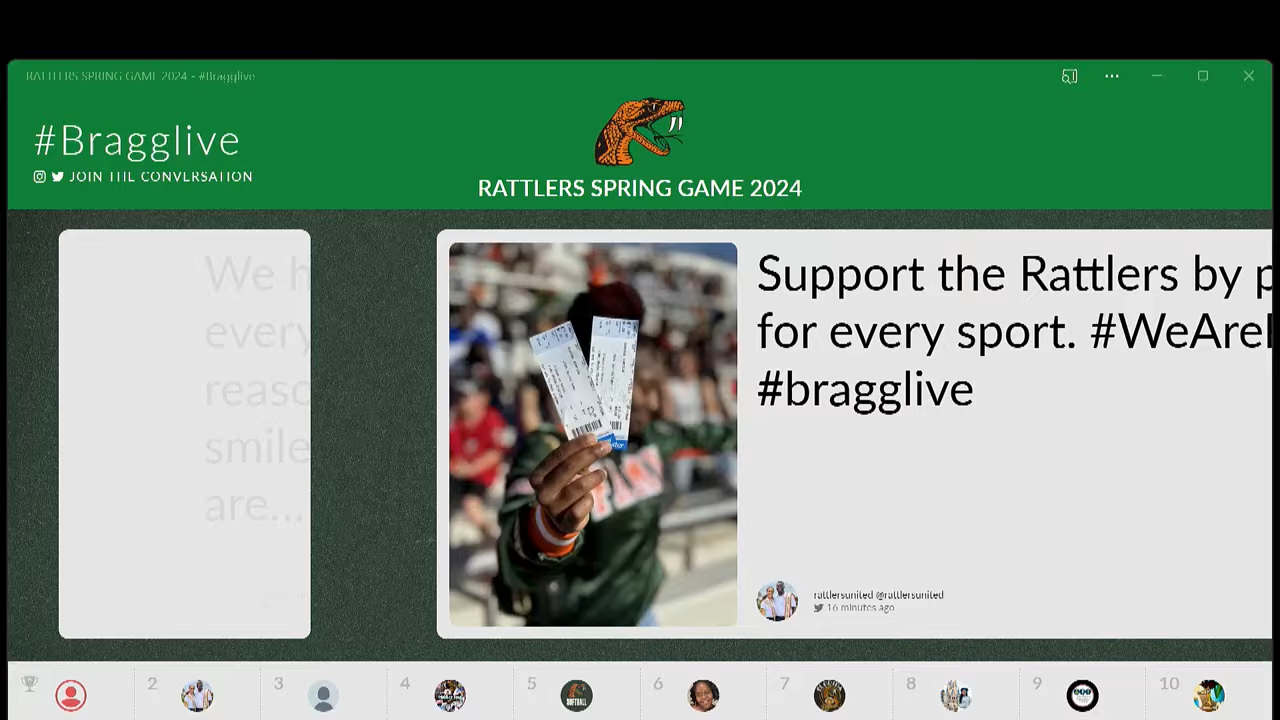 RATTLERS SPRING GAME 2024 - #Bragglive
#Bragglive
JOIN THE CONVERSATION
RATTLERS SPRING GAME 2024
We h
every
reaso
smile
are...
Support the Rattlers by p
for every sport. #WeAre
#bragglive
rattlersunited @rattlersunited
16 minutes ago
2
3
4
5
6
7
8
9
10
SOFTBALL